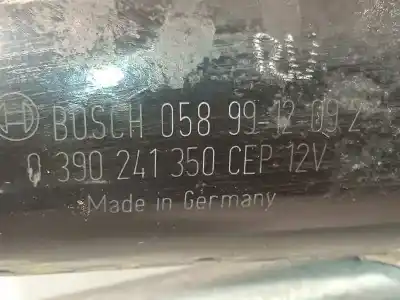 BOSCH 058 99-12-09 2
0 390 241 350 CEP 12V
Made in Germany